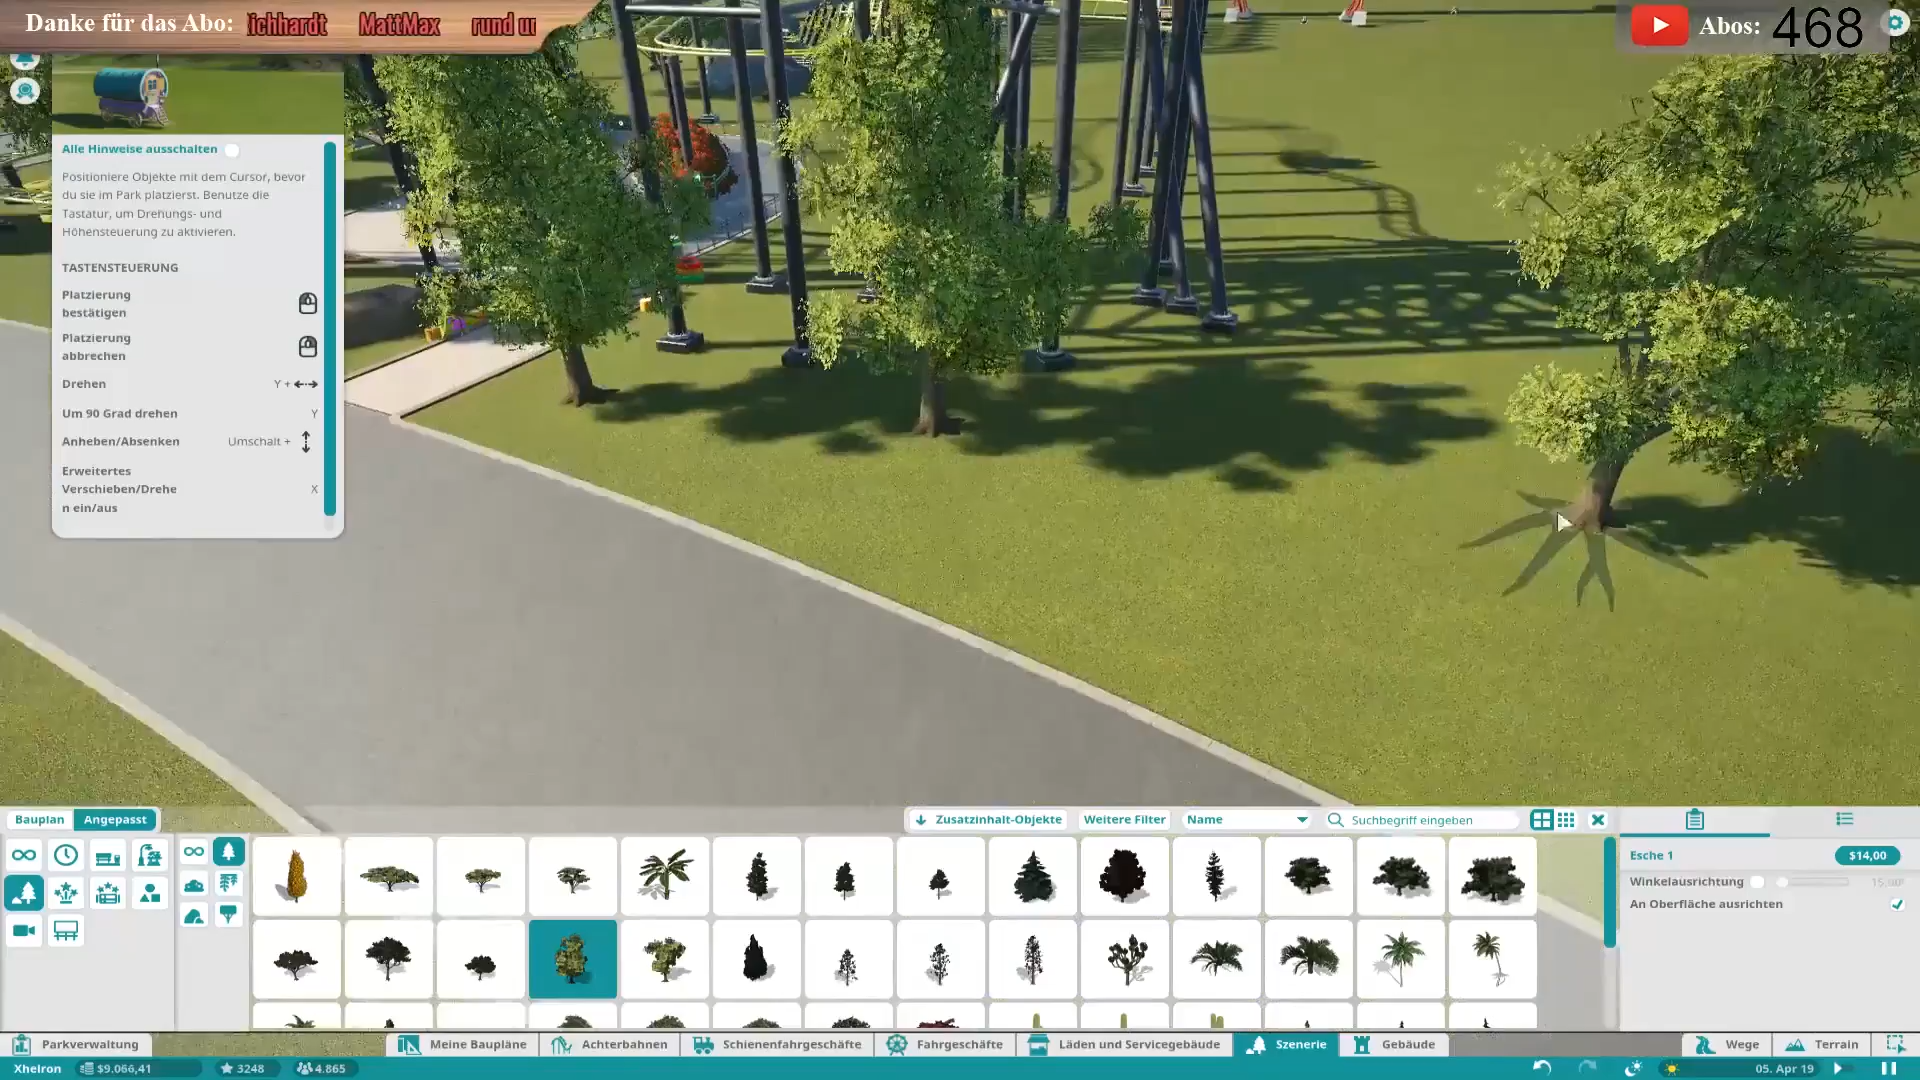 Danke für das Abo: MattMax rund
Abos: 468
Alle Hinweise ausschalten
Positioniere Objekte mit dem Cursor, bevor
du sie im Park platzierst. Benutze die
Tastatur, um Drehungs- und
Höhensteuerung zu aktivieren.
TASTENSTEUERUNG
Platzierung
bestätigen
Platzierung
abbrechen
Drehen Y +
Um 90 Grad drehen Y
Anheben/Absenken Umschalt +
Erweitertes
Verschieben/Drehe X
n ein/aus
Bauplan Angepasst
Zusatzinhalt-Objekte Weitere Filter Name Suchbegriff eingeben
Esche 1 $14,00
Winkelausrichtung 15,00°
An Oberfläche ausrichten
Parkverwaltung Meine Baupläne Achterbahnen Schienenfahrgeschäfte Fahrgeschäfte Läden und Servicegebäude Szenerie Gebäude Wege Terrain
Xhelron $9.066,41 3248 4.865 05. Apr 19